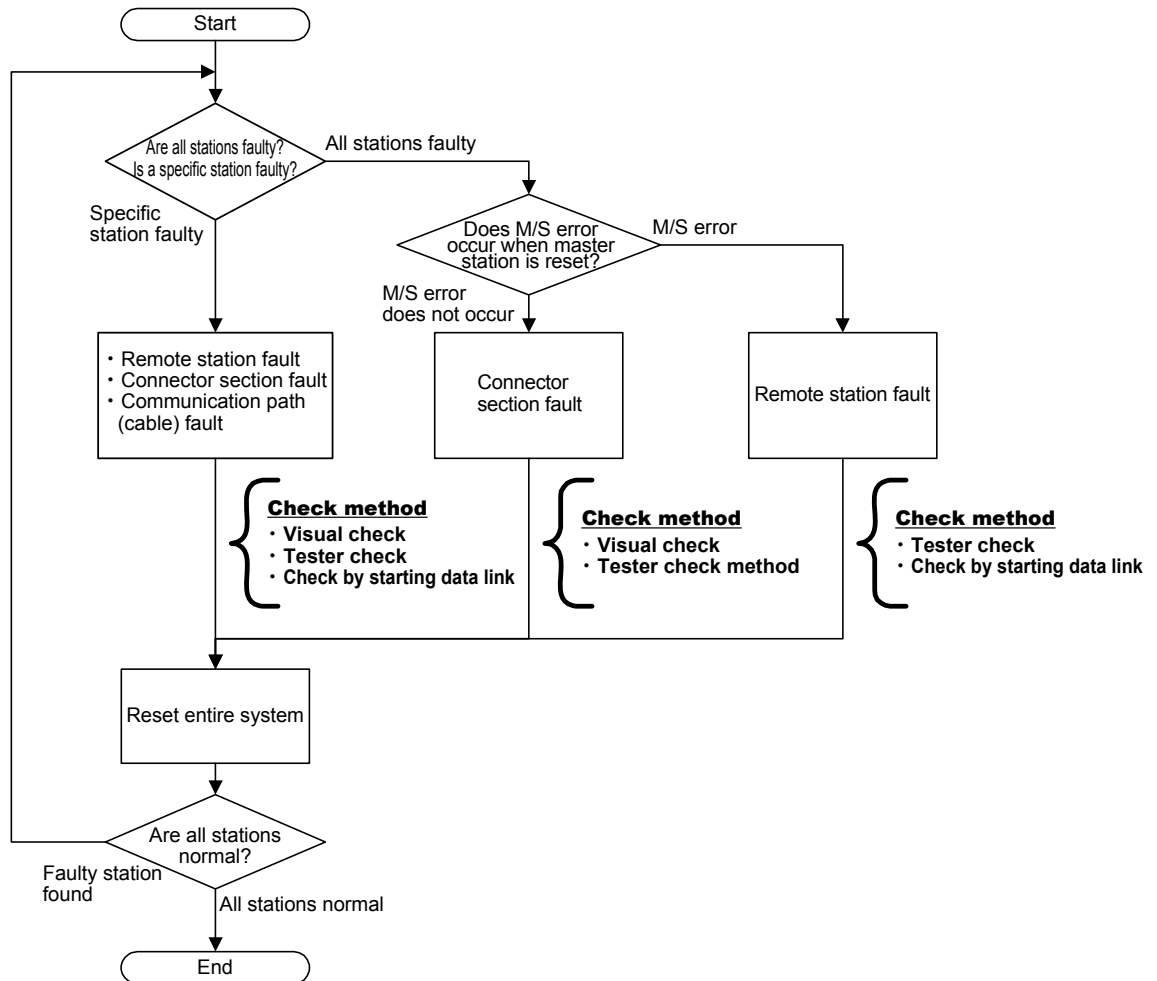 Start
Are all stations faulty?
Is a specific station faulty?
All stations faulty
Specific
station faulty
Does M/S error
occur when master
station is reset?
M/S error
M/S error
does not occur
・Remote station fault
・Connector section fault
・Communication path
(cable) fault
Connector
section fault
Remote station fault
Check method
・Visual check
・Tester check
・Check by starting data link
Check method
・Visual check
・Tester check method
Check method
・Tester check
・Check by starting data link
Reset entire system
Are all stations
normal?
Faulty station
found
All stations normal
End